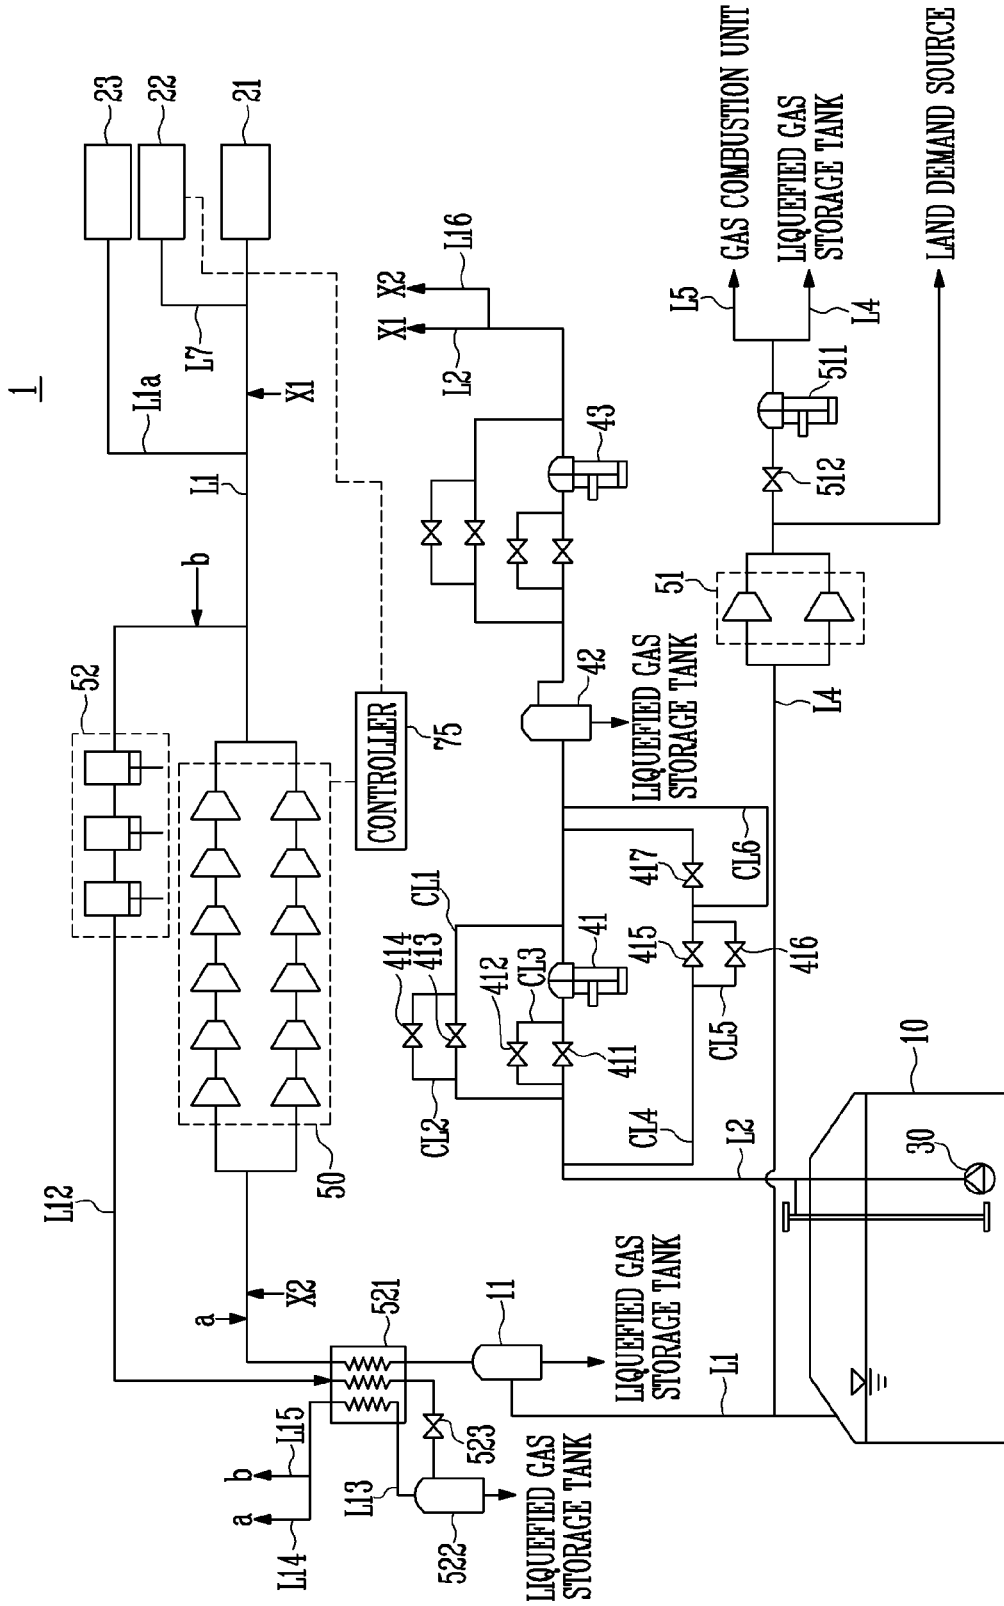 1
23
22
21
L7
L1a
X1
L1
b
52
L12
50
CONTROLLER
75
X2
a
521
11
LIQUEFIED GAS
STORAGE TANK
L1
b
L15
a
L14
L13
523
522
LIQUEFIED GAS
STORAGE TANK
X1
X2
L16
L2
43
42
LIQUEFIED GAS
STORAGE TANK
CL1
414
413
412
CL3
41
CL2
411
417
CL6
415
416
CL5
CL4
L2
10
30
GAS COMBUSTION UNIT
LIQUEFIED GAS
STORAGE TANK
LAND DEMAND SOURCE
L5
L4
511
512
51
L4